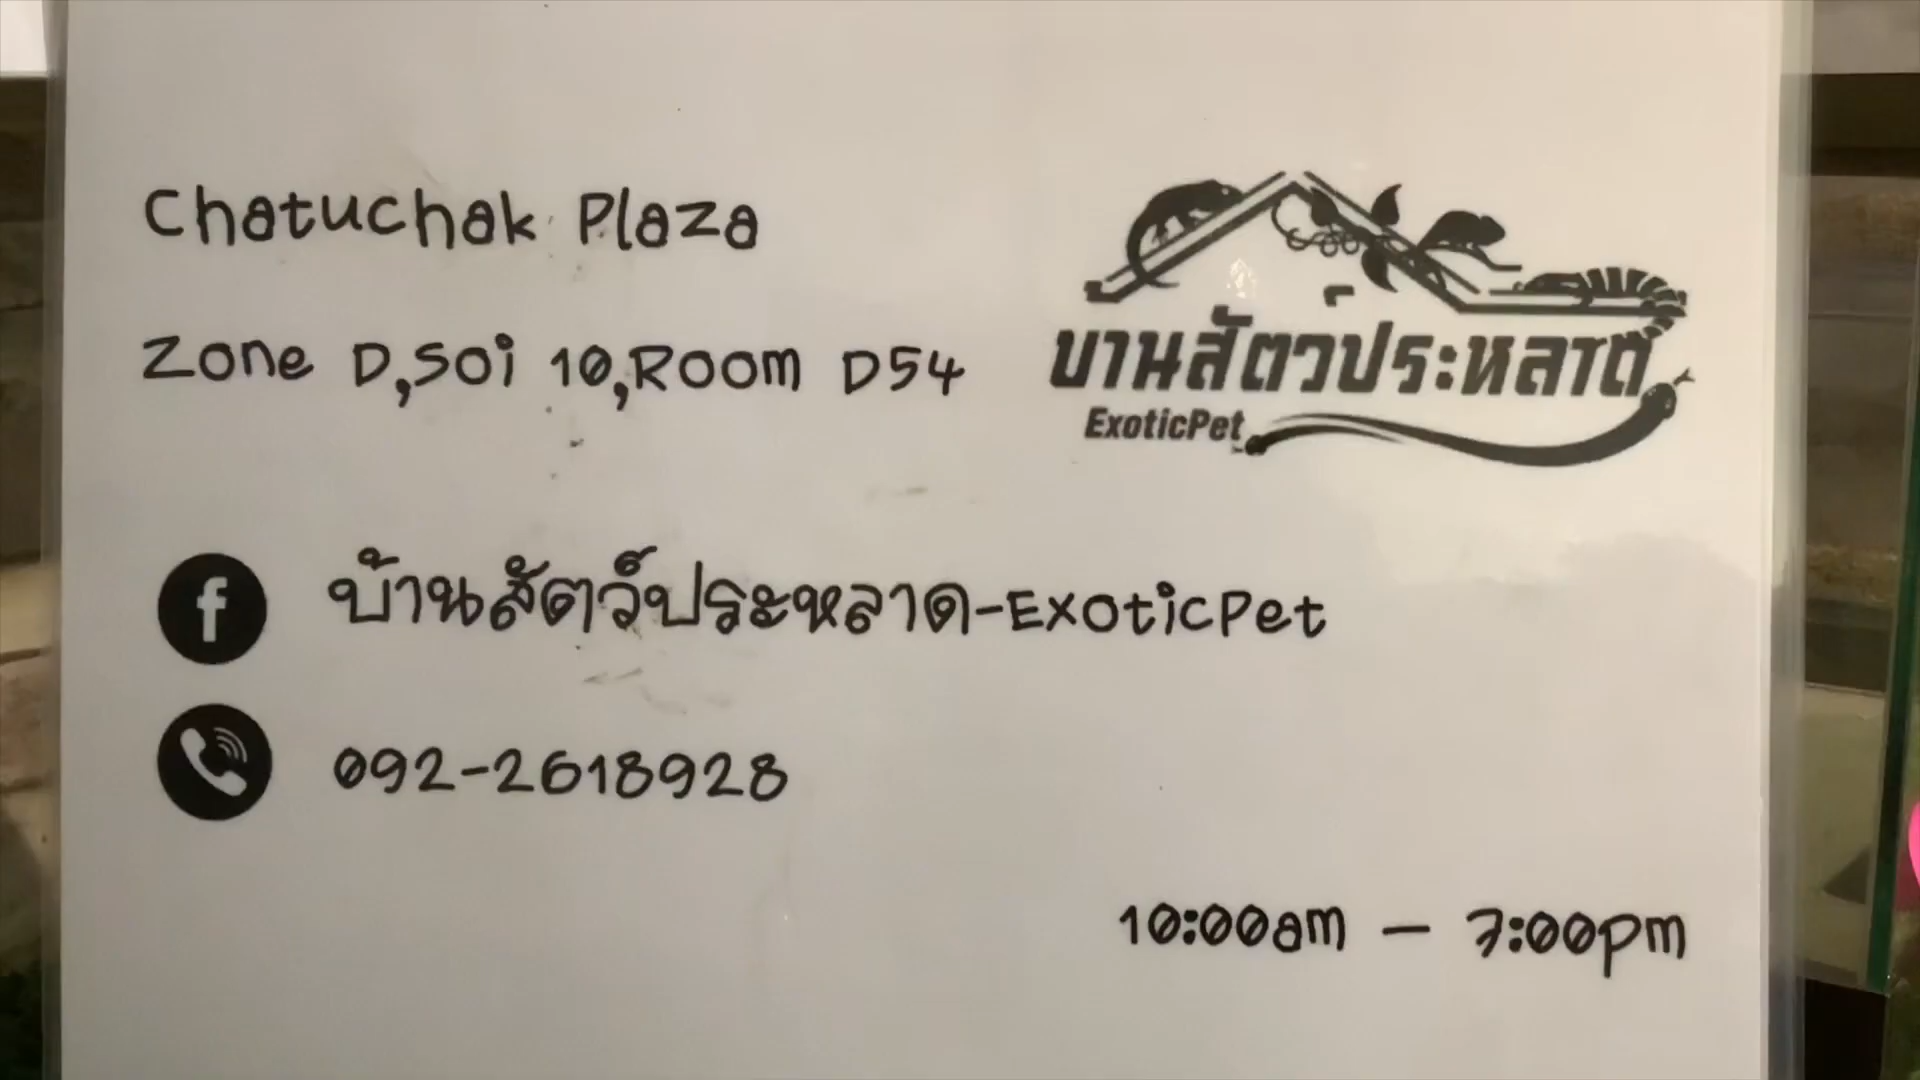 Chatuchak Plaza
Zone D,Soi 10,Room D54
บ้านสัตว์ประหลาด
ExoticPet
บ้านสัตว์ประหลาด-ExoticPet
092-2618928
10:00am – 7:00pm